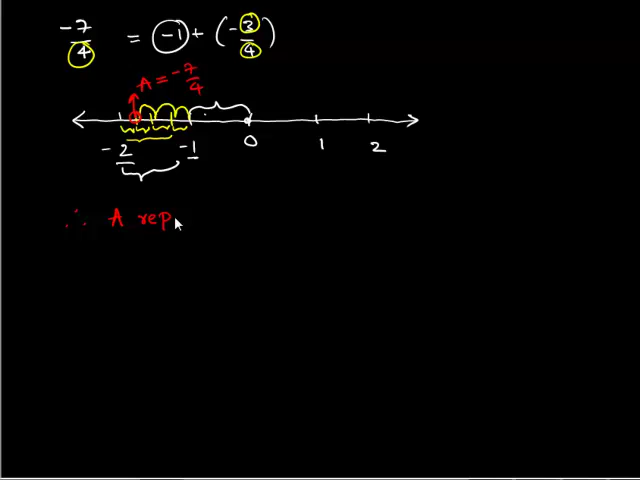 -7/4 = -1 + (-3/4)
A = -7/4
-2 -1 0 1 2
∴ A rep